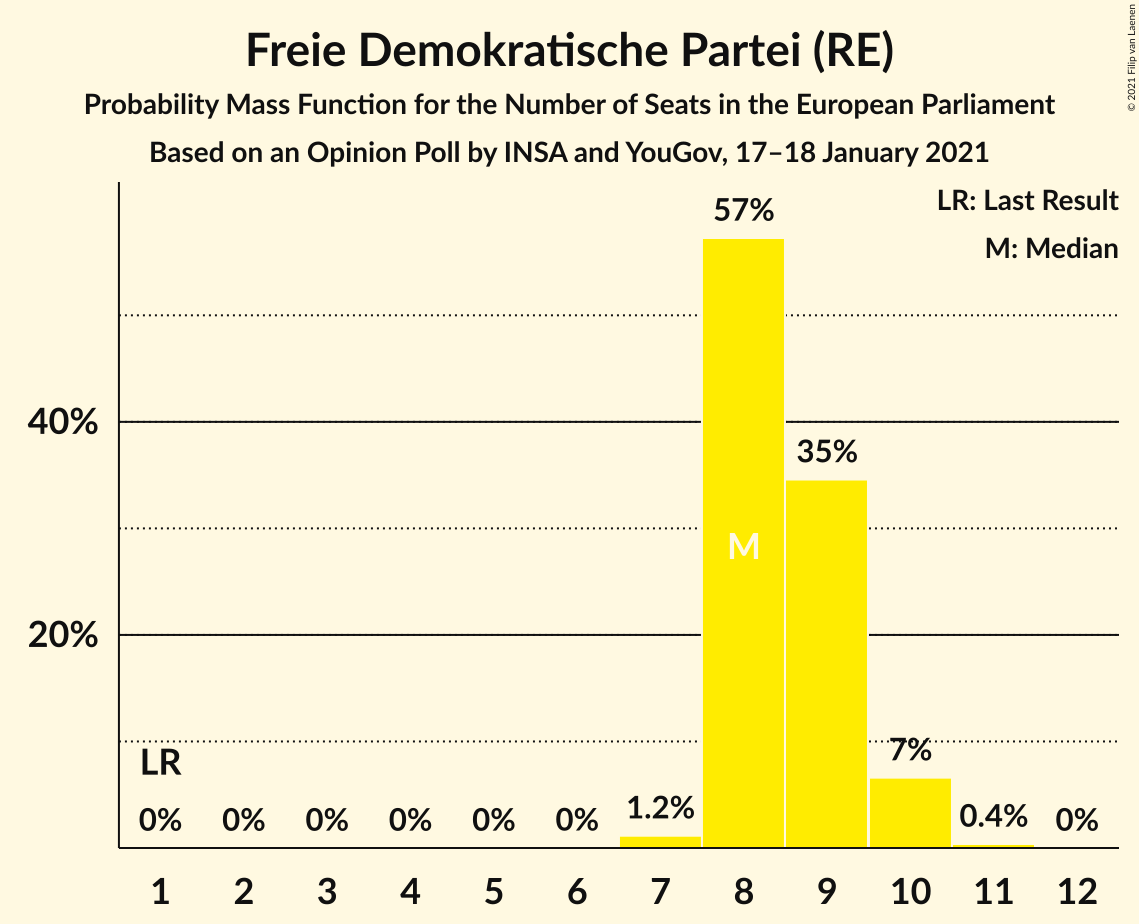 Freie Demokratische Partei (RE)
Probability Mass Function for the Number of Seats in the European Parliament
Based on an Opinion Poll by INSA and YouGov, 17–18 January 2021
© 2021 Filip van Laenen
LR: Last Result
M: Median
57%
40%
35%
M
20%
LR
7%
0% 0% 0% 0% 0% 0% 1.2% 0.4% 0%
1 2 3 4 5 6 7 8 9 10 11 12